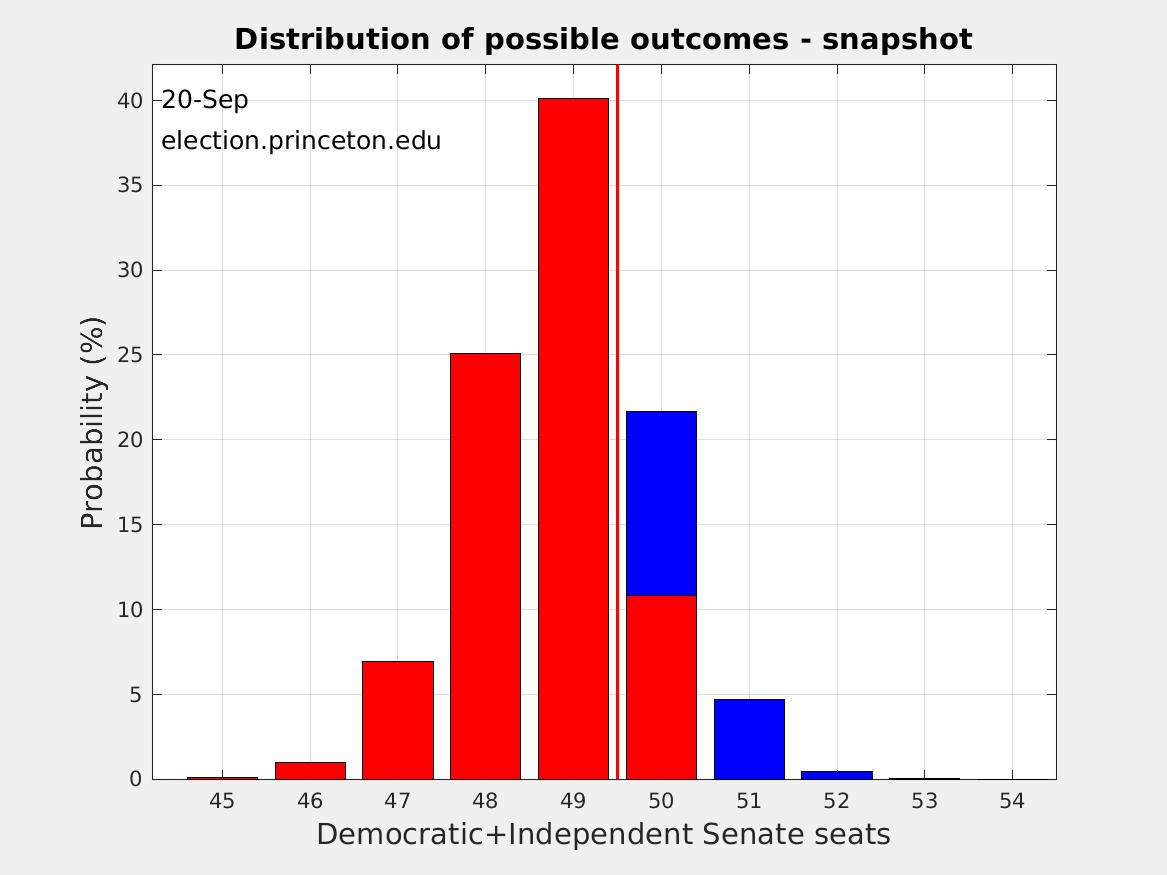 Distribution of possible outcomes - snapshot
20-Sep
election.princeton.edu
40
35
30
25
20
15
10
5
0
Probability (%)
45 46 47 48 49 50 51 52 53 54
Democratic+Independent Senate seats